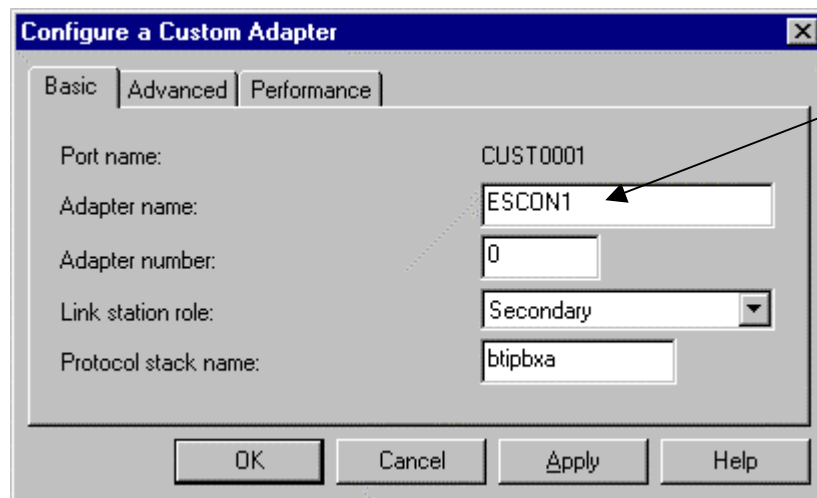 Configure a Custom Adapter
Basic Advanced Performance
Port name: CUST0001
Adapter name: ESCON1
Adapter number: 0
Link station role: Secondary
Protocol stack name: btipbxa
OK Cancel Apply Help